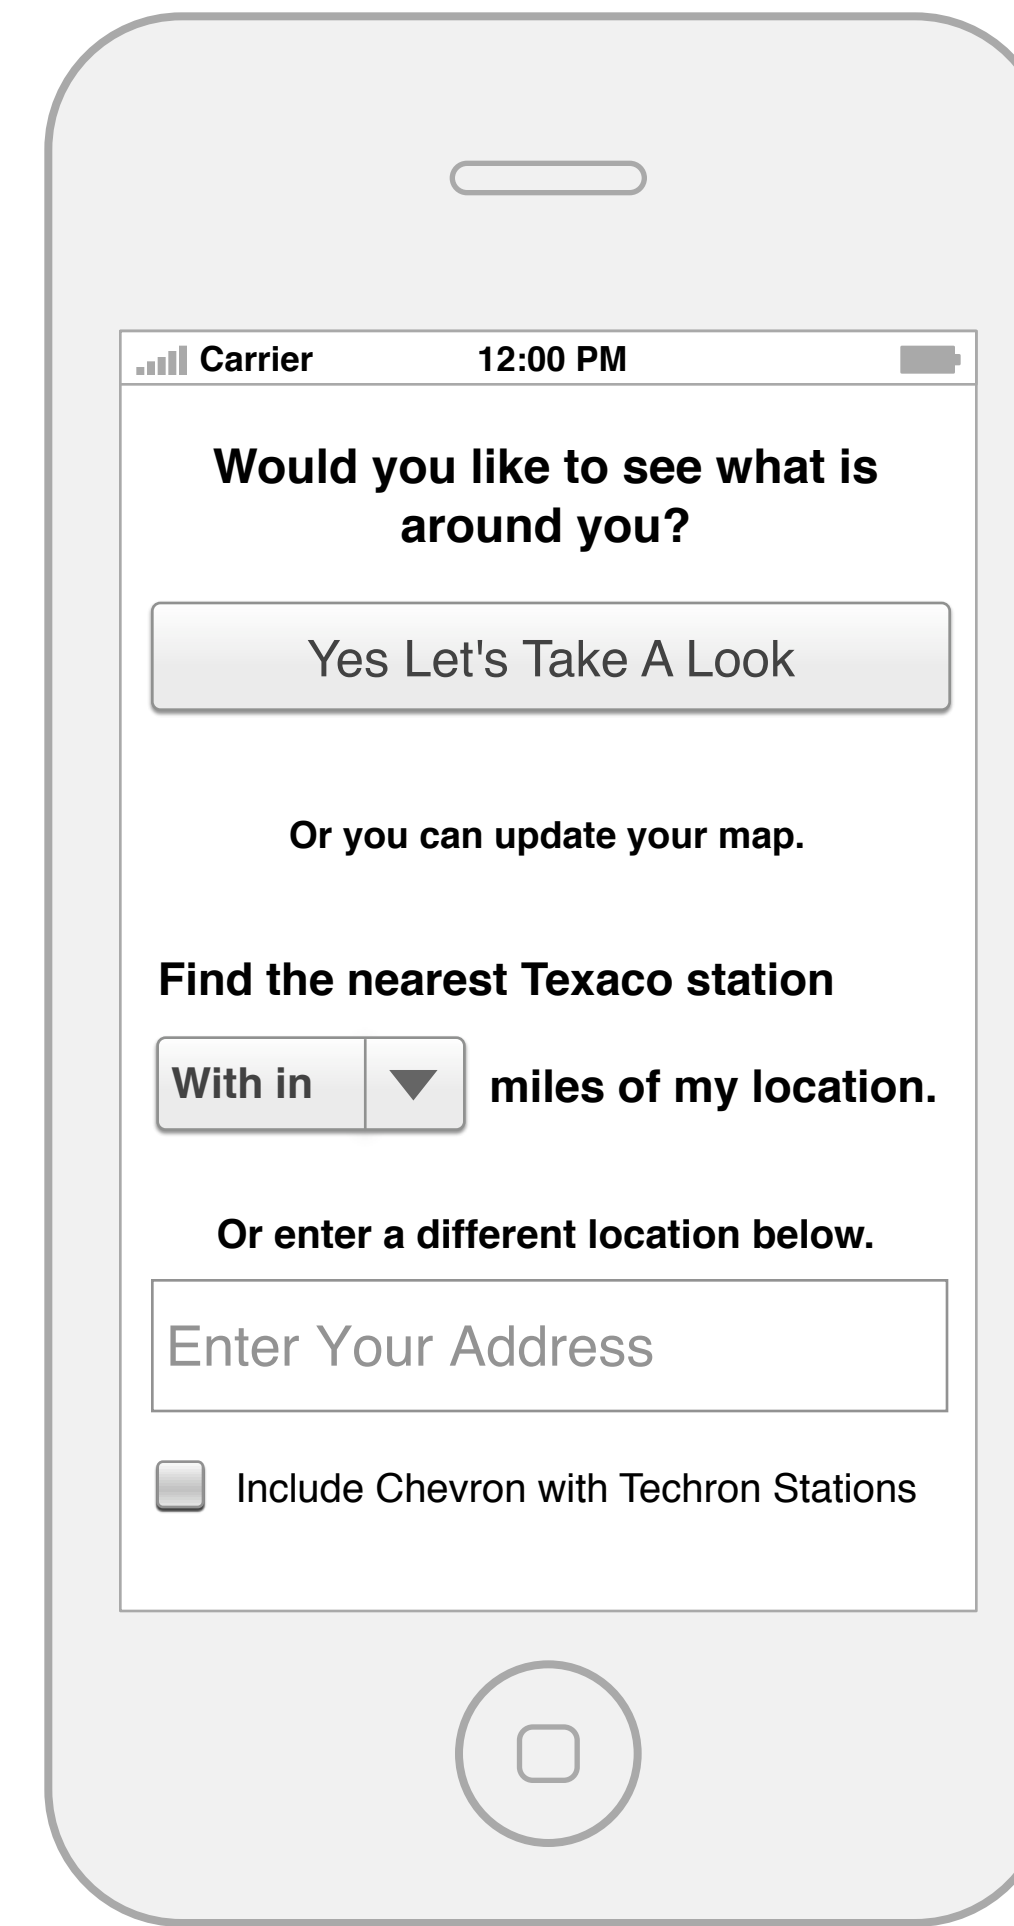 Carrier 12:00 PM
Would you like to see what is
around you?
Yes Let's Take A Look
Or you can update your map.
Find the nearest Texaco station
With in miles of my location.
Or enter a different location below.
Enter Your Address
Include Chevron with Techron Stations